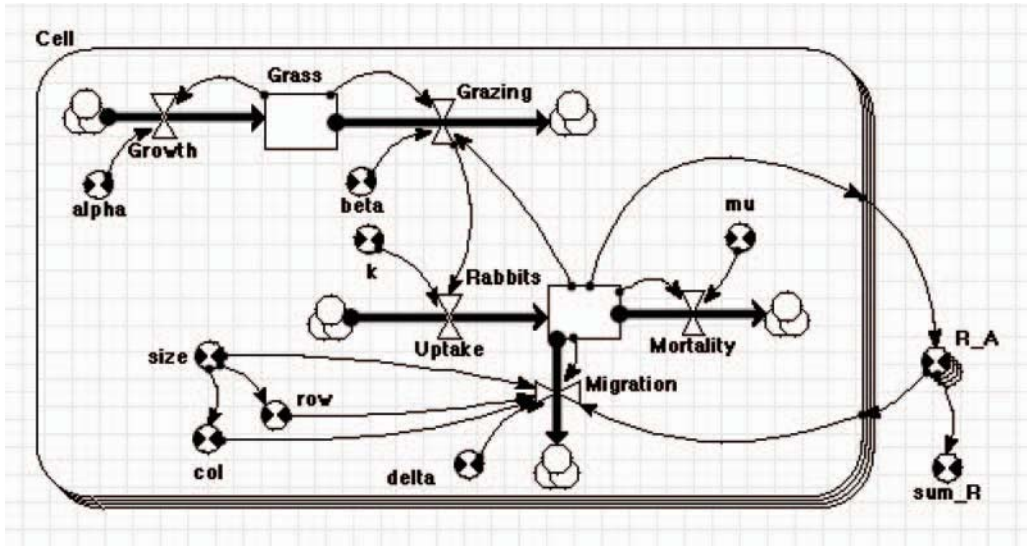 Cell
Grass
Grazing
Growth
alpha
beta
mu
k
Rabbits
Uptake
Mortality
R_A
size
row
Migration
col
delta
sum_R